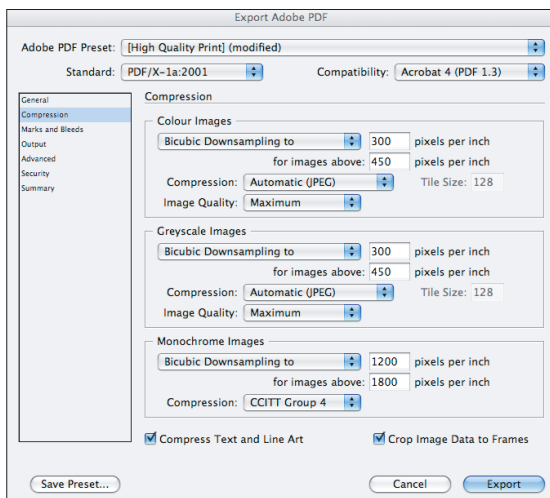 Export Adobe PDF
Adobe PDF Preset: [High Quality Print] (modified)
Standard: PDF/X-1a:2001 Compatibility: Acrobat 4 (PDF 1.3)
General
Compression
Marks and Bleeds
Output
Advanced
Security
Summary
Compression
Colour Images
Bicubic Downsampling to 300 pixels per inch
for images above: 450 pixels per inch
Compression: Automatic (JPEG) Tile Size: 128
Image Quality: Maximum
Greyscale Images
Bicubic Downsampling to 300 pixels per inch
for images above: 450 pixels per inch
Compression: Automatic (JPEG) Tile Size: 128
Image Quality: Maximum
Monochrome Images
Bicubic Downsampling to 1200 pixels per inch
for images above: 1800 pixels per inch
Compression: CCITT Group 4
Compress Text and Line Art Crop Image Data to Frames
Save Preset... Cancel Export